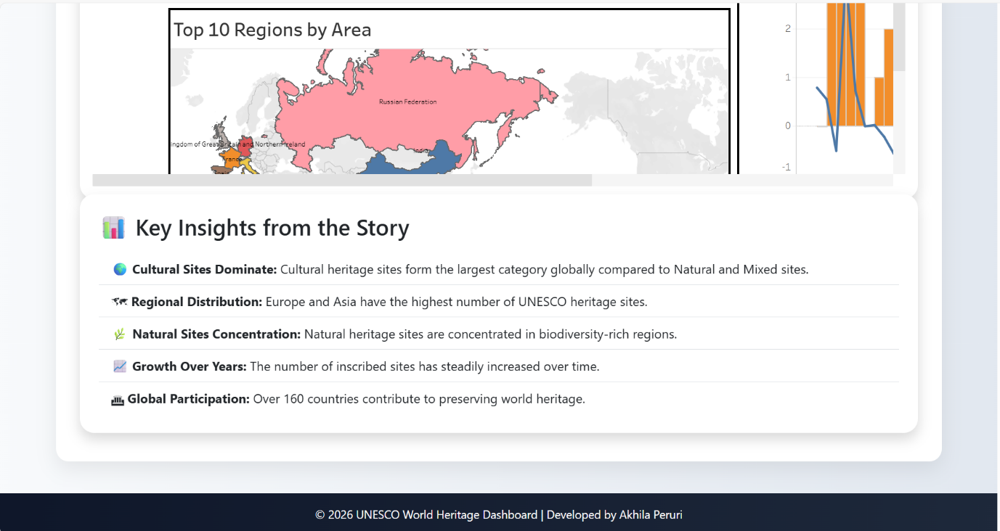 Top 10 Regions by Area
Russian Federation
ingdom of Great Britain and Northern Ireland
India
France
Spain
2
1
0
-1
Key Insights from the Story
Cultural Sites Dominate: Cultural heritage sites form the largest category globally compared to Natural and Mixed sites.
Regional Distribution: Europe and Asia have the highest number of UNESCO heritage sites.
Natural Sites Concentration: Natural heritage sites are concentrated in biodiversity-rich regions.
Growth Over Years: The number of inscribed sites has steadily increased over time.
Global Participation: Over 160 countries contribute to preserving world heritage.
© 2026 UNESCO World Heritage Dashboard | Developed by Akhila Peruri